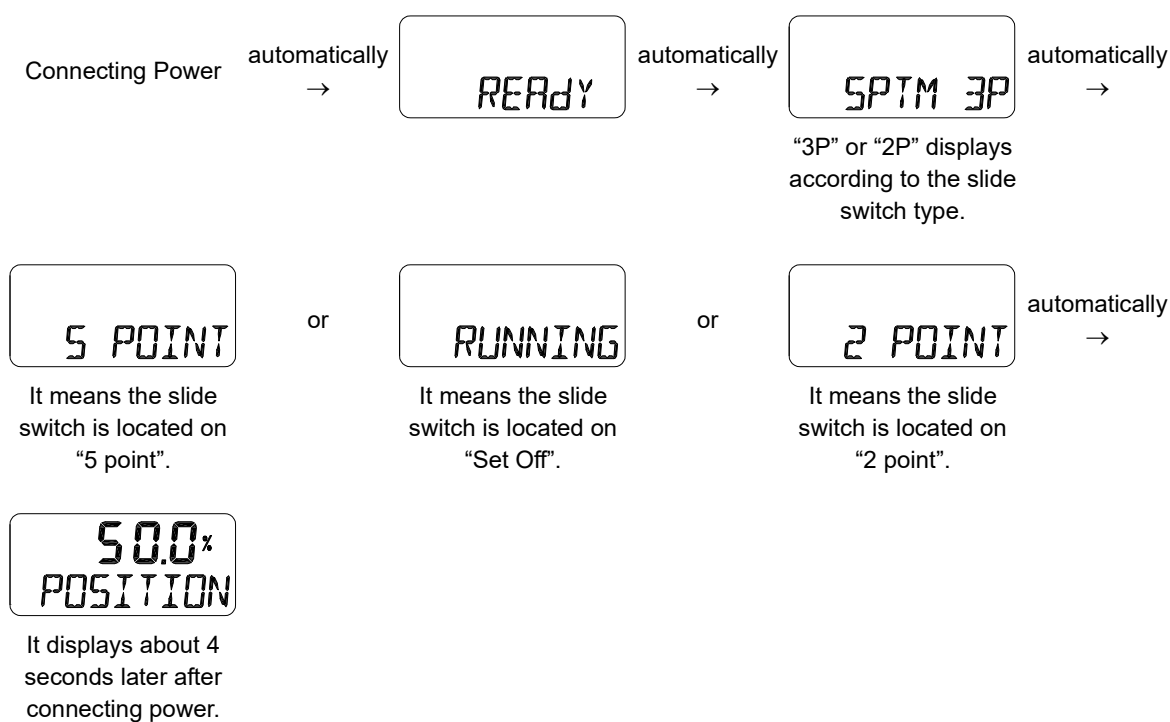 Connecting Power
automatically
→
READY
automatically
→
SPTM 3P
automatically
→
“3P” or “2P” displays
according to the slide
switch type.
5 POINT
It means the slide
switch is located on
“5 point”.
or
RUNNING
It means the slide
switch is located on
“Set Off”.
or
2 POINT
It means the slide
switch is located on
“2 point”.
automatically
→
50.0%
POSITION
It displays about 4
seconds later after
connecting power.